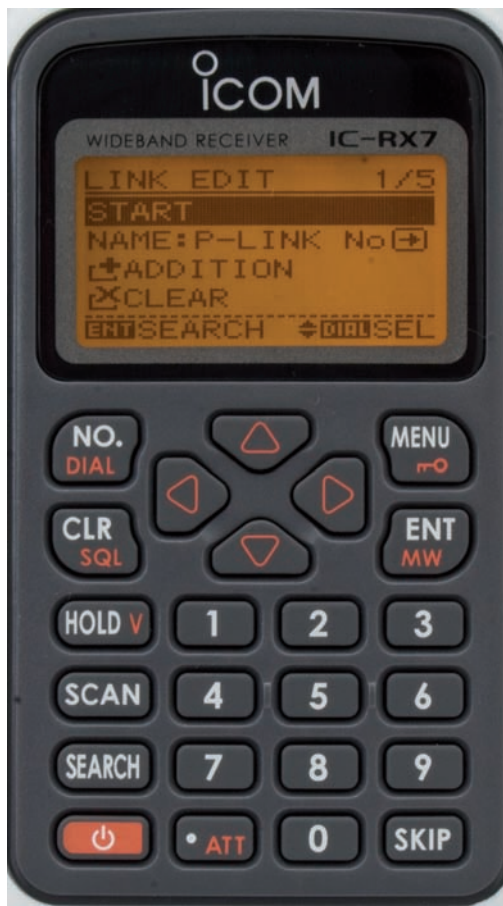 ICOM
WIDEBAND RECEIVER IC-RX7
LINK EDIT 1/5
START
NAME:P-LINK No
ADDITION
CLEAR
ENT SEARCH DIAL SEL
NO. MENU
DIAL
CLR ENT
SQL MW
HOLD V 1 2 3
SCAN 4 5 6
SEARCH 7 8 9
• ATT 0 SKIP